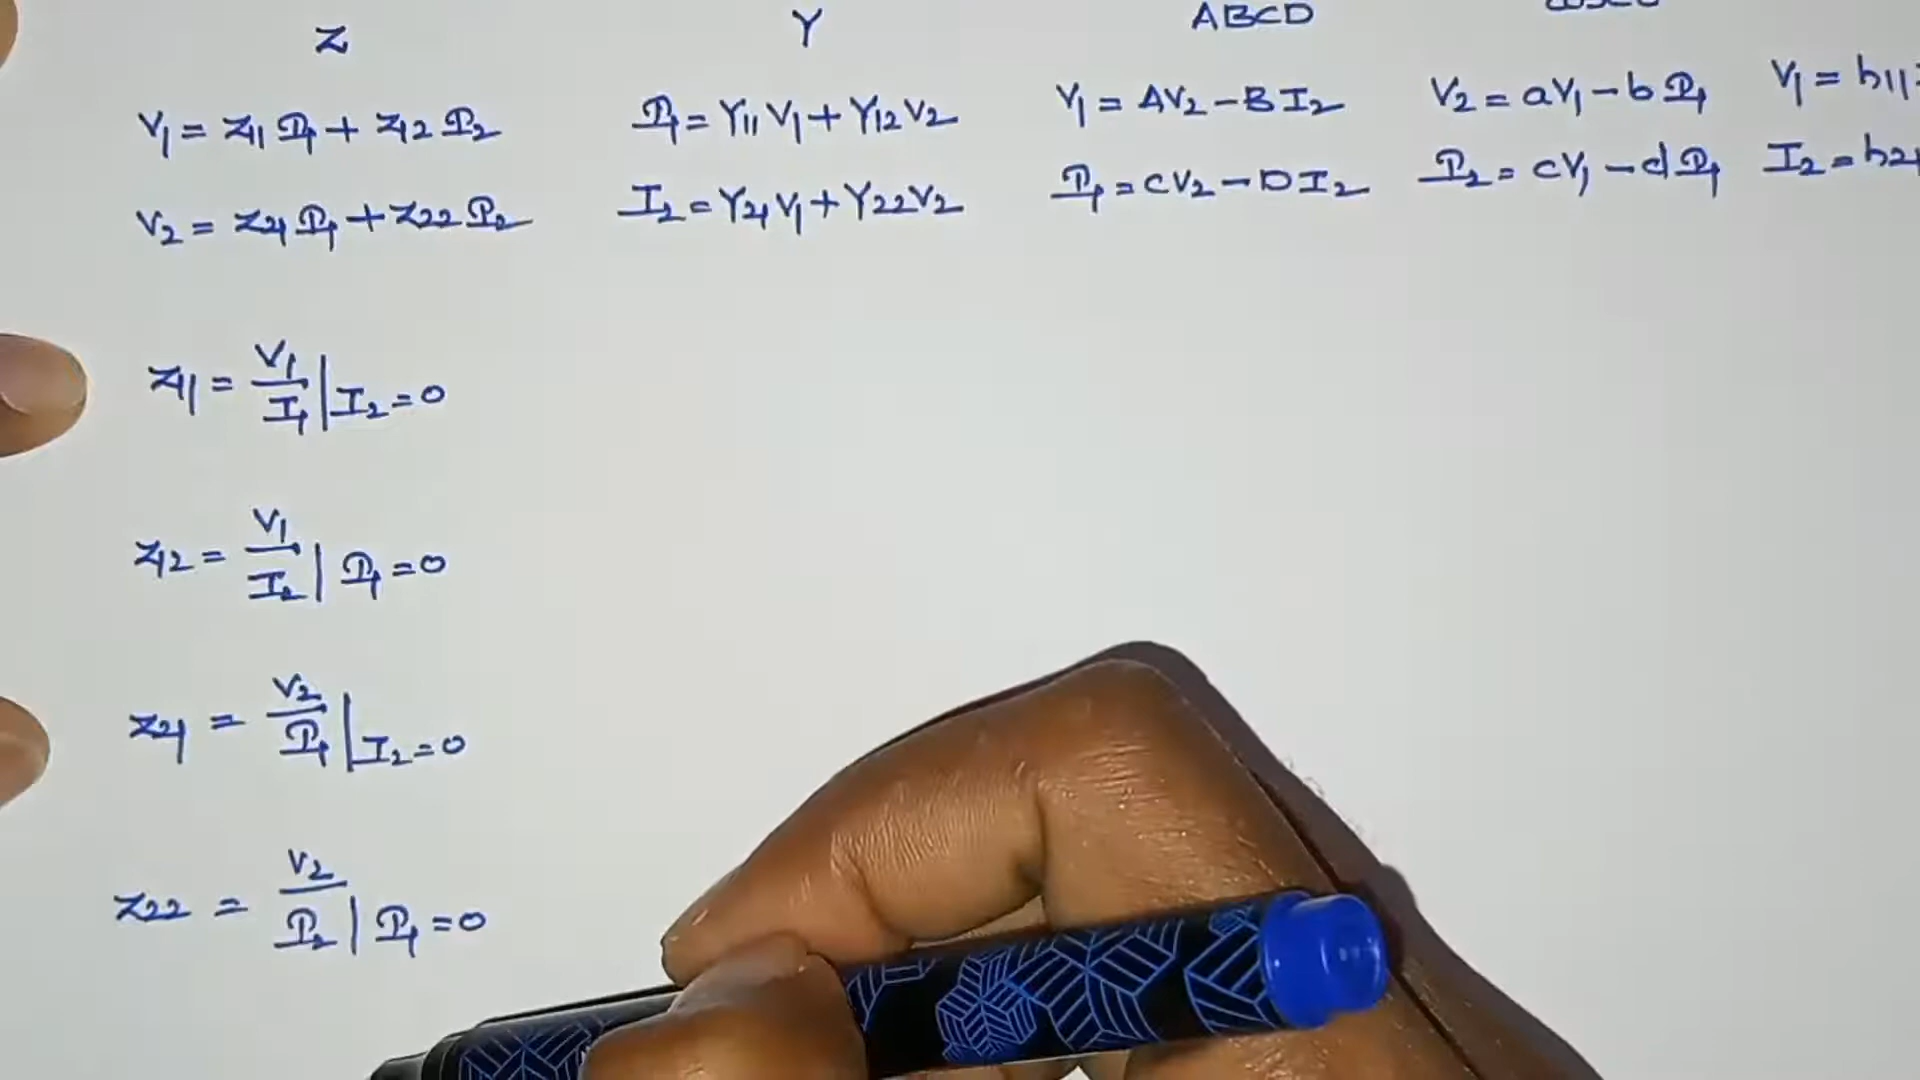 Z
V1 = Z11 I1 + Z12 I2
V2 = Z21 I1 + Z22 I2
Z11 = V1/I1 | I2 = 0
Z12 = V1/I2 | I1 = 0
Z21 = V2/I1 | I2 = 0
Z22 = V2/I2 | I1 = 0
Y
I1 = Y11 V1 + Y12 V2
I2 = Y21 V1 + Y22 V2
ABCD
V1 = AV2 - BI2
I1 = CV2 - DI2
V2 = aV1 - bI1
I2 = cV1 - dI1
V1 = h11
I2 = h21